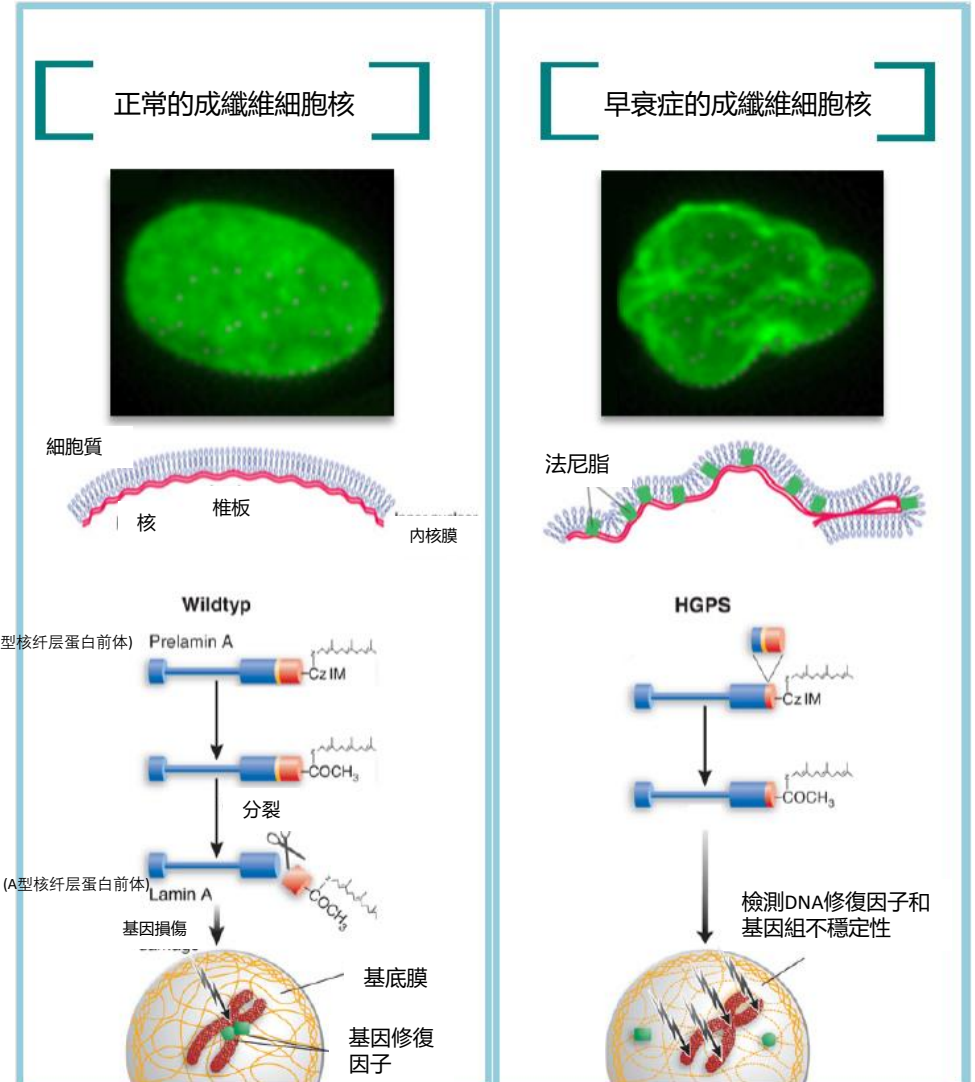 正常的成纖維細胞核
細胞質
核
椎板
内核膜
Wildtyp
型核纤层蛋白前体)
Prelamin A
CzIM
COCH3
分裂
(A型核纤层蛋白前体)
Lamin A
COCH3
基因損傷
基底膜
基因修復
因子
早衰症的成纖維細胞核
法尼脂
HGPS
CzIM
COCH3
檢測DNA修復因子和
基因組不穩定性